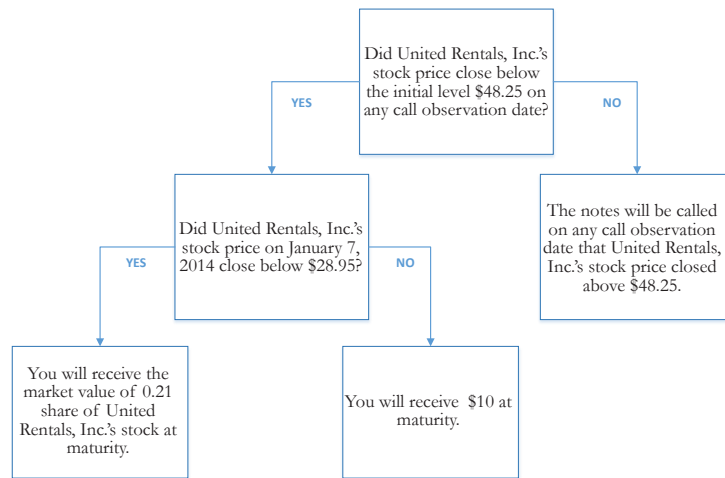 Did United Rentals, Inc.'s
stock price close below
the initial level $48.25 on
any call observation date?
YES
NO
Did United Rentals, Inc.'s
stock price on January 7,
2014 close below $28.95?
The notes will be called
on any call observation
date that United Rentals,
Inc.'s stock price closed
above $48.25.
YES
NO
You will receive the
market value of 0.21
share of United
Rentals, Inc.'s stock at
maturity.
You will receive $10 at
maturity.